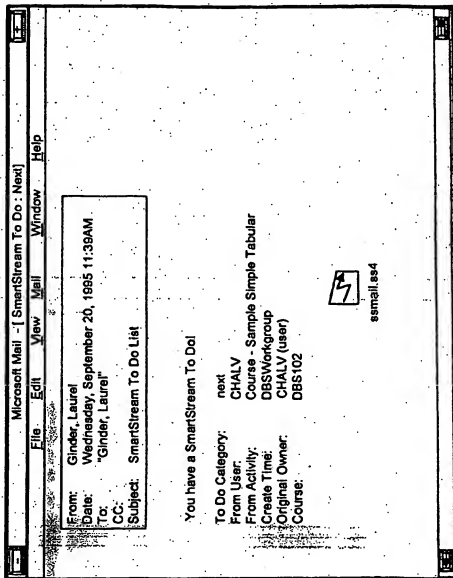 Microsoft Mail -[ SmartStream To Do : Next]
File Edit View Mail Window Help
From: Ginder, Laurel
Date: Wednesday, September 20, 1995 11:39AM
To: "Ginder, Laurel"
CC:
Subject: SmartStream To Do List
You have a SmartStream To Do!
To Do Category: next
From User: CHALV
From Activity: Course - Sample Simple Tabular
Create Time: DBSWorkgroup
Original Owner: CHALV (user)
Course: DBS102
ssmail.ss4